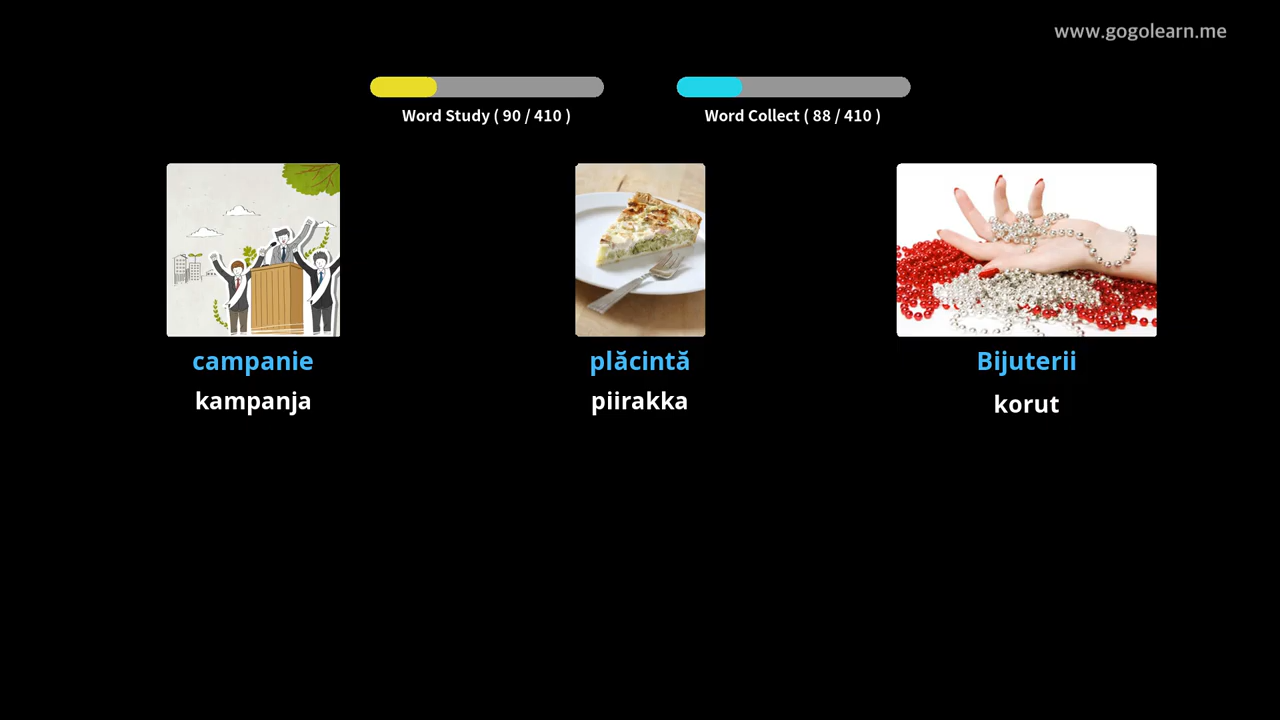 www.gogolearn.me
Word Study ( 90 / 410 )
Word Collect ( 88 / 410 )
campanie
kampanja
plăcintă
piirakka
Bijuterii
korut